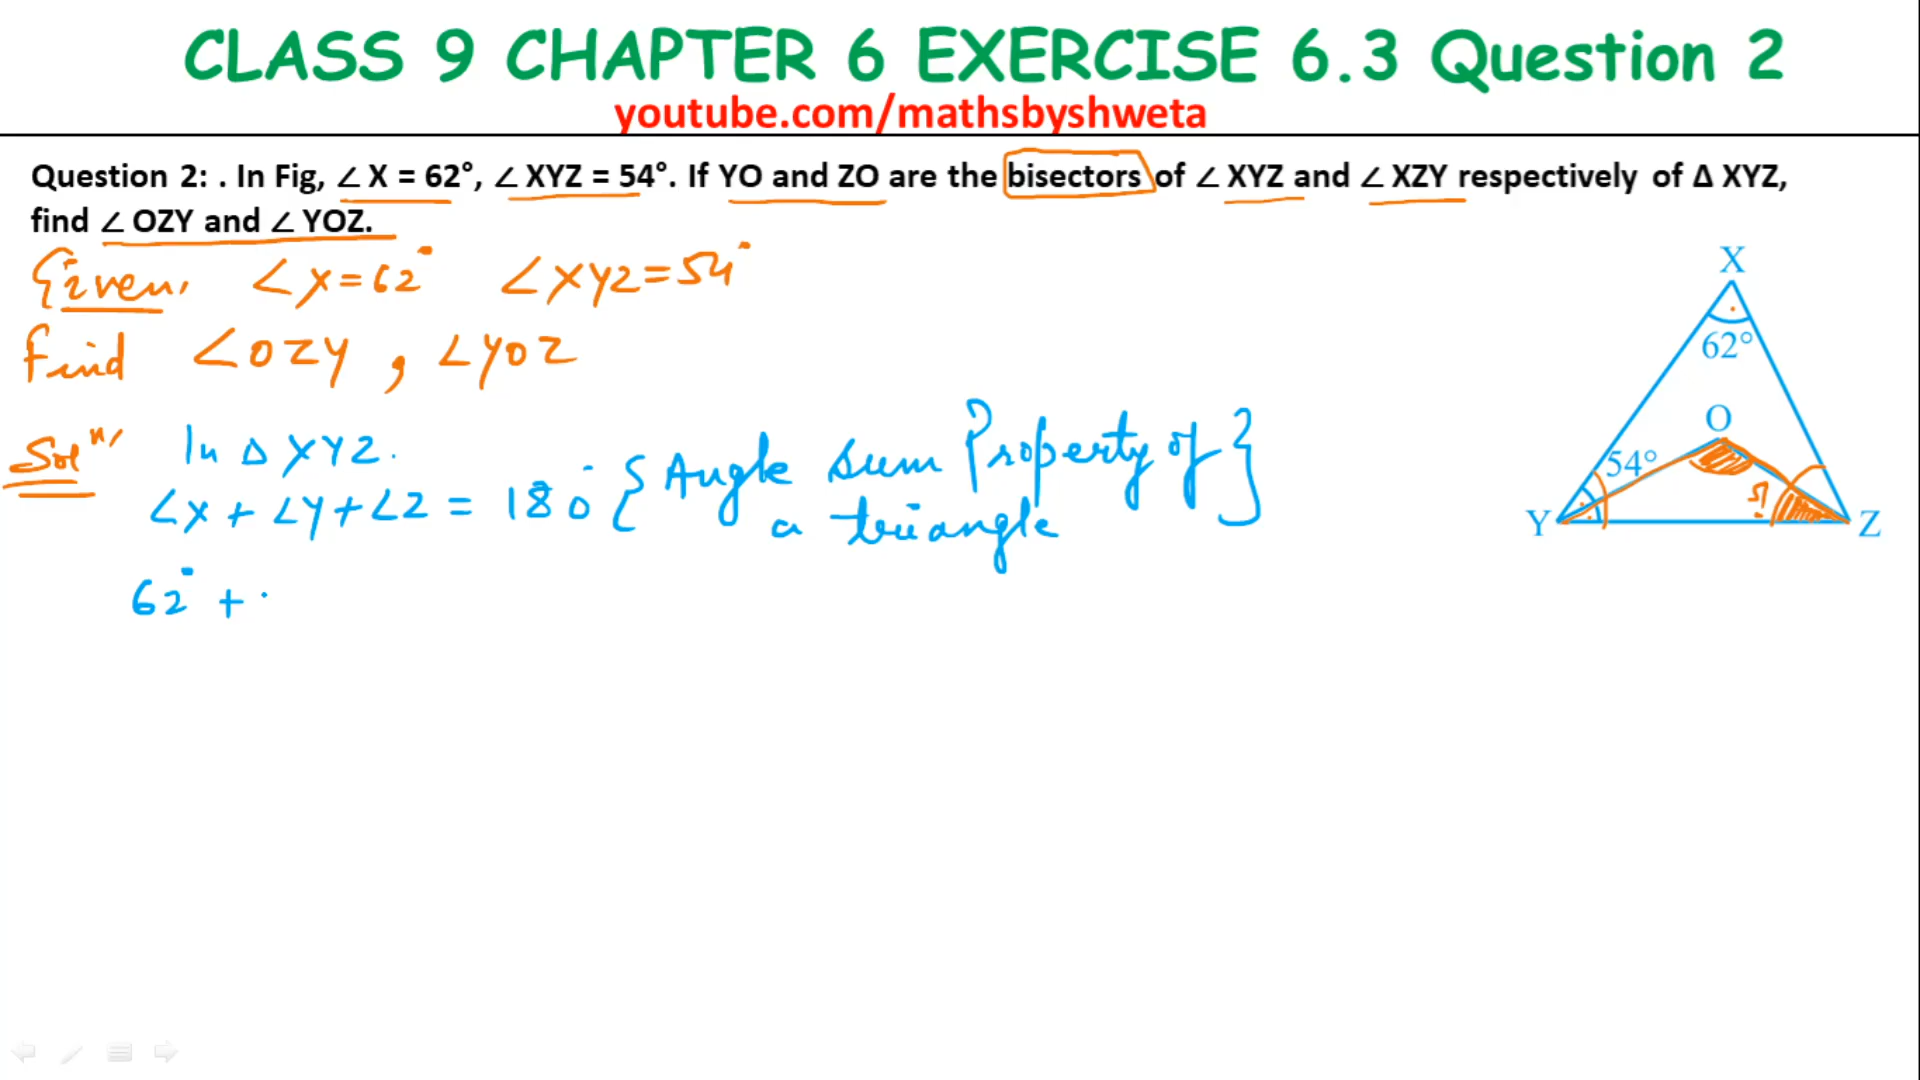 CLASS 9 CHAPTER 6 EXERCISE 6.3 Question 2
youtube.com/mathsbyshweta
Question 2: . In Fig, ∠ X = 62°, ∠ XYZ = 54°. If YO and ZO are the bisectors of ∠ XYZ and ∠ XZY respectively of Δ XYZ,
find ∠ OZY and ∠ YOZ.
Given, ∠X=62° ∠XYZ=54°
Find ∠OZY , ∠YOZ
Solⁿ/ In Δ XYZ.
∠X + ∠Y + ∠Z = 180° {Angle Sum Property of
a triangle}
62° +
X
62°
O
54°
Y
Z